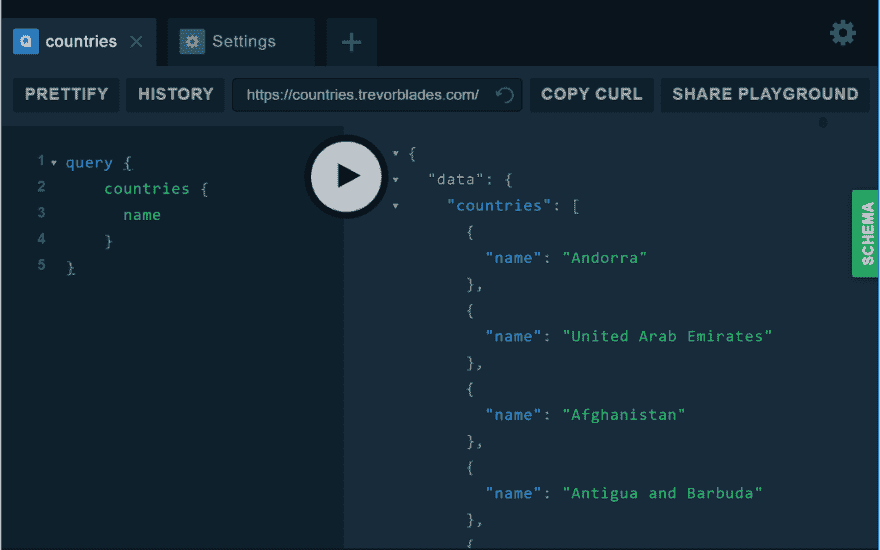 countries
Settings
PRETTIFY HISTORY https://countries.trevorblades.com/ COPY CURL SHARE PLAYGROUND
1 query {
2 countries {
3 name
4 }
5 }
{
"data": {
"countries": [
{
"name": "Andorra"
},
{
"name": "United Arab Emirates"
},
{
"name": "Afghanistan"
},
{
"name": "Antigua and Barbuda"
},
{
SCHEMA